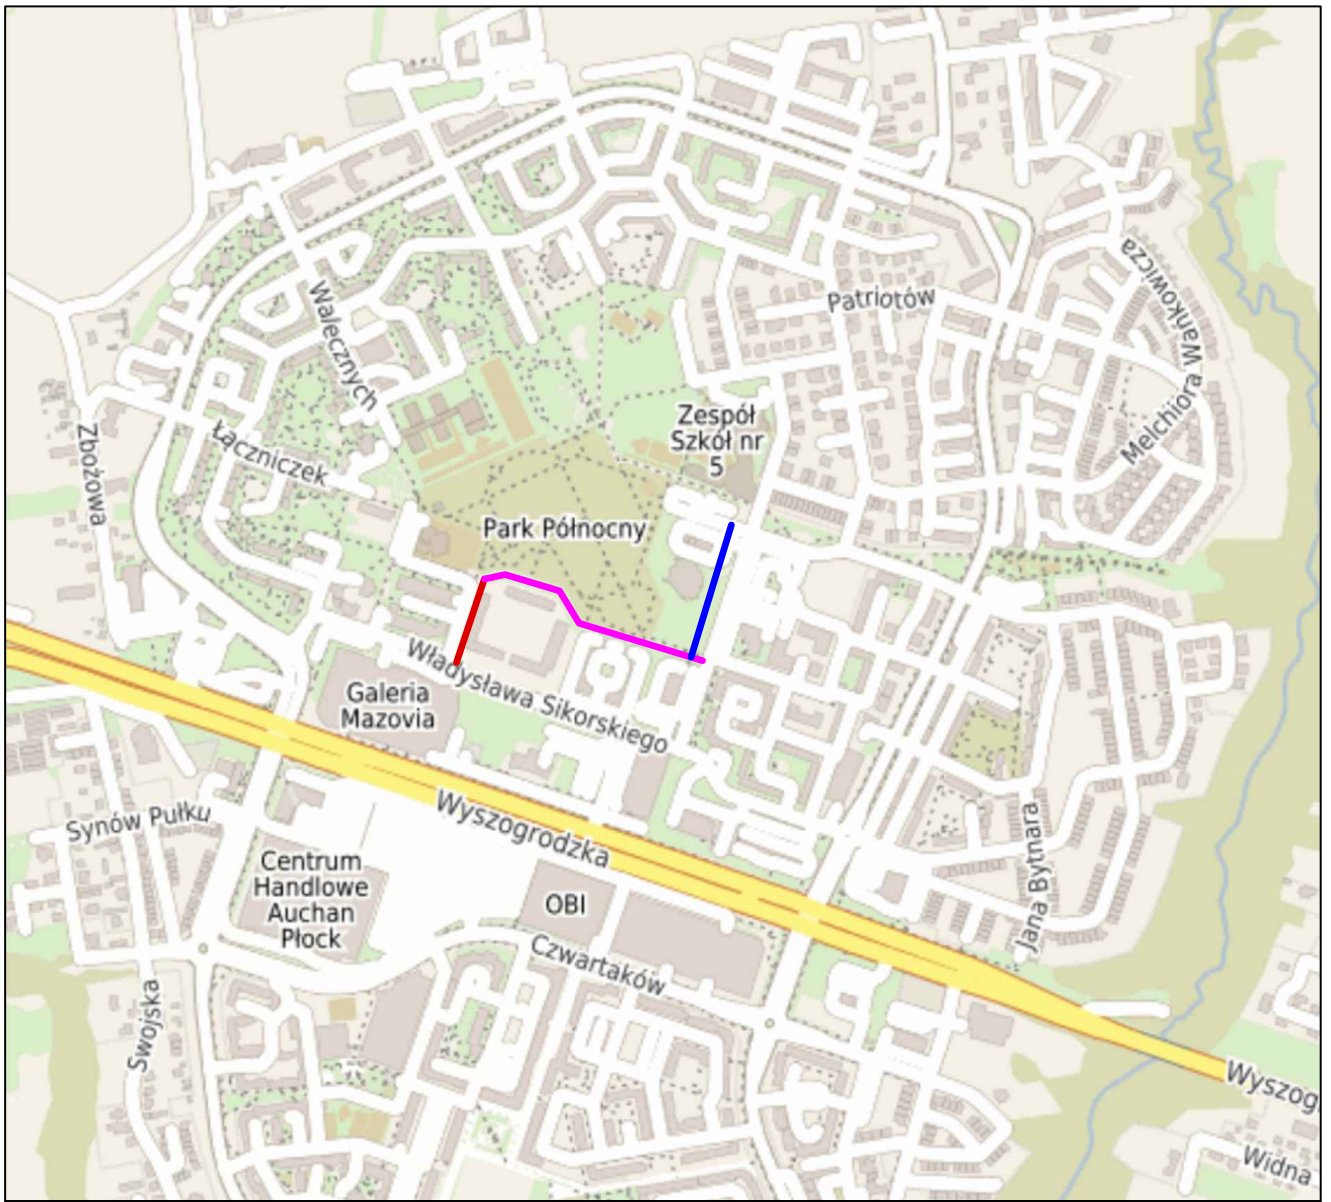 Walecznych
Patriotów
Melchiora Wańkowicza
Zespół
Szkół nr
5
Łączniczek
Zbożowa
Park Północny
Władysława Sikorskiego
Galeria
Mazovia
Synów Pułku
Wyszogrodzka
Centrum
Handlowe
Auchan
Płock
OBI
Jana Bytnara
Czwartaków
Swojska
Wyszog
Widna